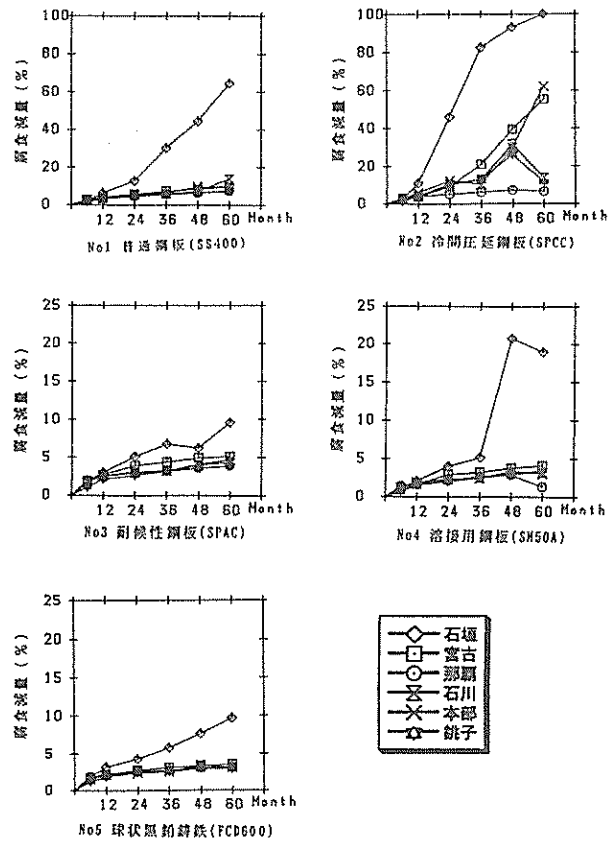 腐食減量 (%)
100
80
60
40
20
0
12 24 36 48 60 Month
No1 普通鋼板(SS400)
腐食減量 (%)
100
80
60
40
20
0
12 24 36 48 60 Month
No2 冷間圧延鋼板(SPCC)
腐食減量 (%)
25
20
15
10
5
0
12 24 36 48 60 Month
No3 耐候性鋼板(SPAC)
腐食減量 (%)
25
20
15
10
5
0
12 24 36 48 60 Month
No4 溶接用鋼板(SM50A)
腐食減量 (%)
25
20
15
10
5
0
12 24 36 48 60 Month
No5 球状黒鉛鋳鉄(FCD600)
石垣
宮古
那覇
石川
本部
銚子